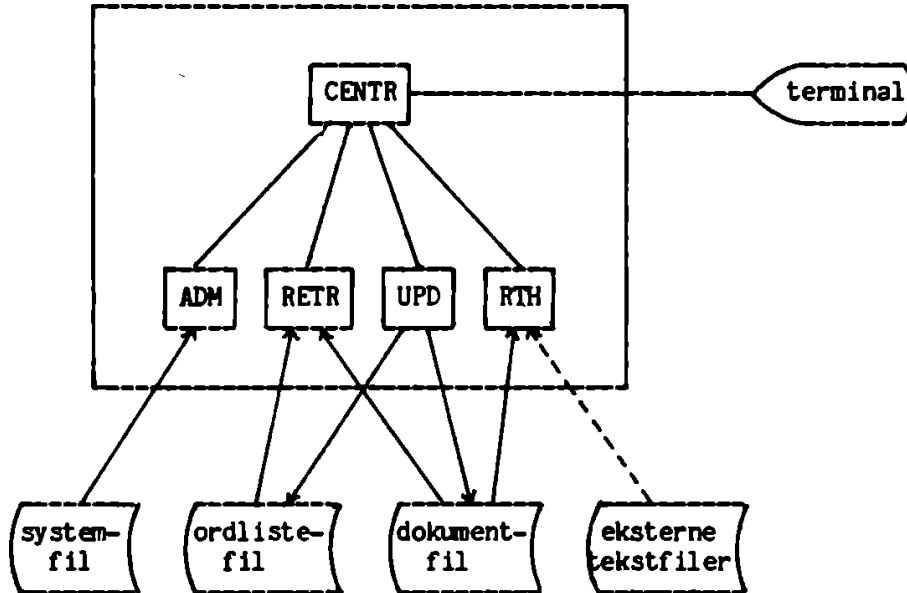 CENTR
terminal
ADM
RETR
UPD
RTH
system-
fil
ordliste-
fil
dokument-
fil
eksterne
tekstfiler